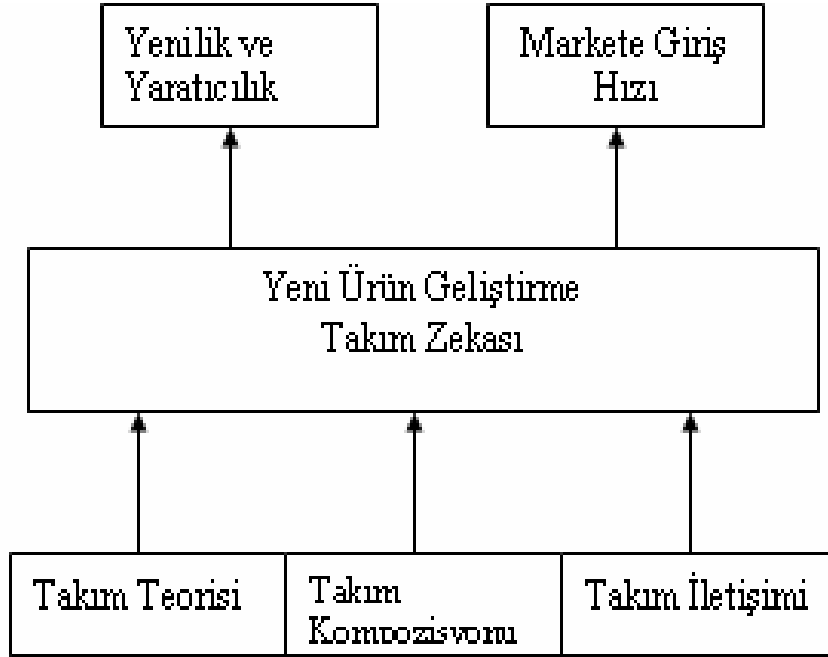 Yenilik ve
Yaratıcılık
Markete Giriş
Hızı
Yeni Ürün Geliştirme
Takım Zekası
Takım Teorisi
Takım
Kompozisyonu
Takım İletişimi